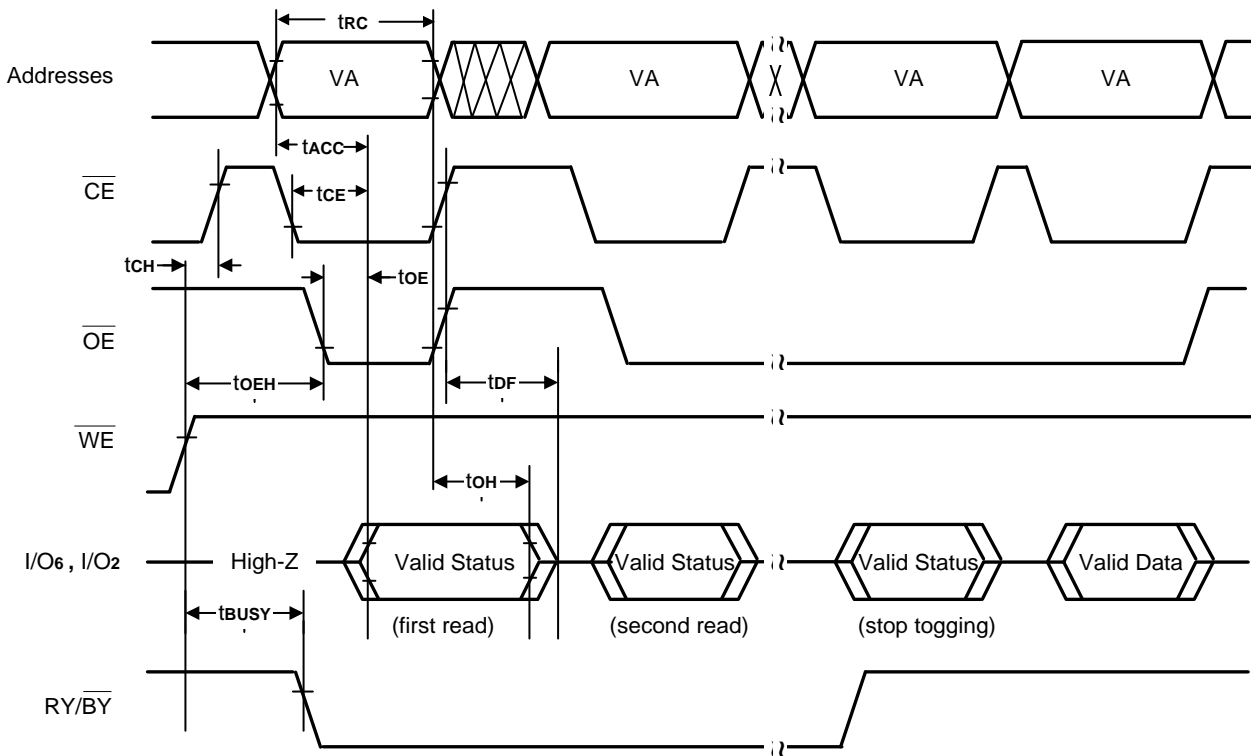 tRC
Addresses VA VA VA VA
tACC
CE tCE
tCH tOE
OE
tOEH tDF
WE
tOH
I/O6 , I/O2 High-Z Valid Status Valid Status Valid Status Valid Data
tBUSY (first read) (second read) (stop togging)
RY/BY